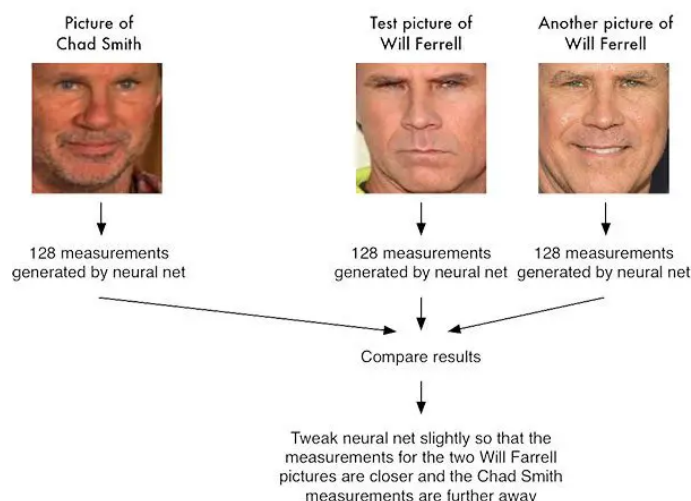 Picture of
Chad Smith
Test picture of
Will Ferrell
Another picture of
Will Ferrell
128 measurements
generated by neural net
128 measurements
generated by neural net
128 measurements
generated by neural net
Compare results
Tweak neural net slightly so that the
measurements for the two Will Farrell
pictures are closer and the Chad Smith
measurements are further away